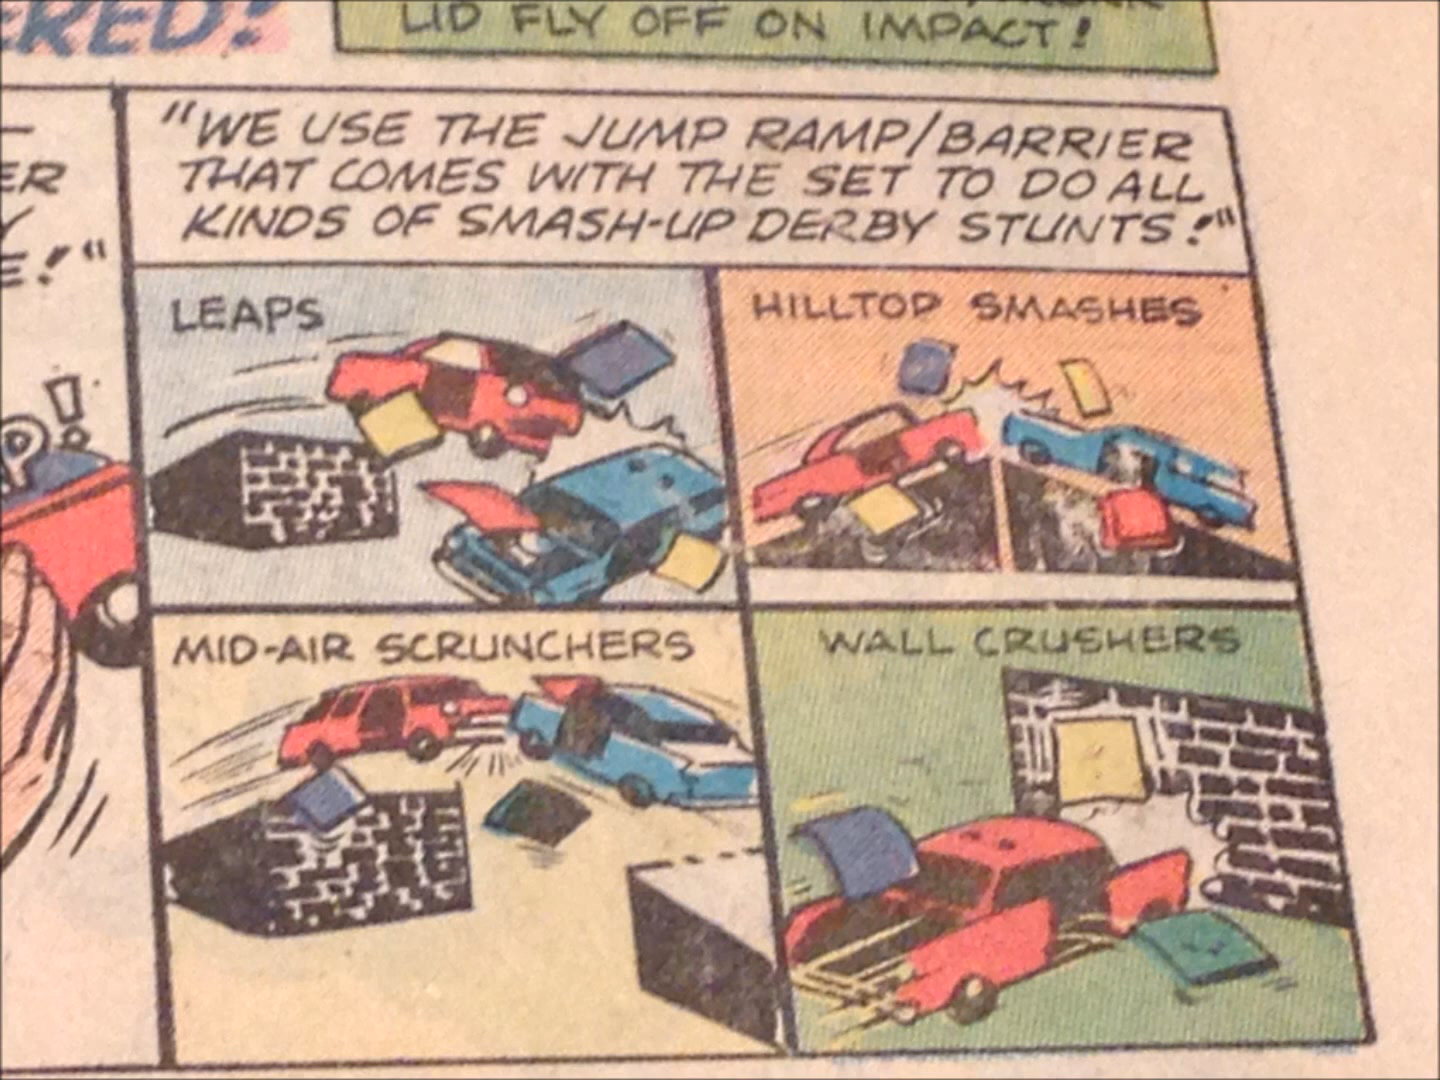 LID FLY OFF ON IMPACT!
"WE USE THE JUMP RAMP/BARRIER
THAT COMES WITH THE SET TO DO ALL
KINDS OF SMASH-UP DERBY STUNTS!"
LEAPS
HILLTOP SMASHES
MID-AIR SCRUNCHERS
WALL CRUSHERS